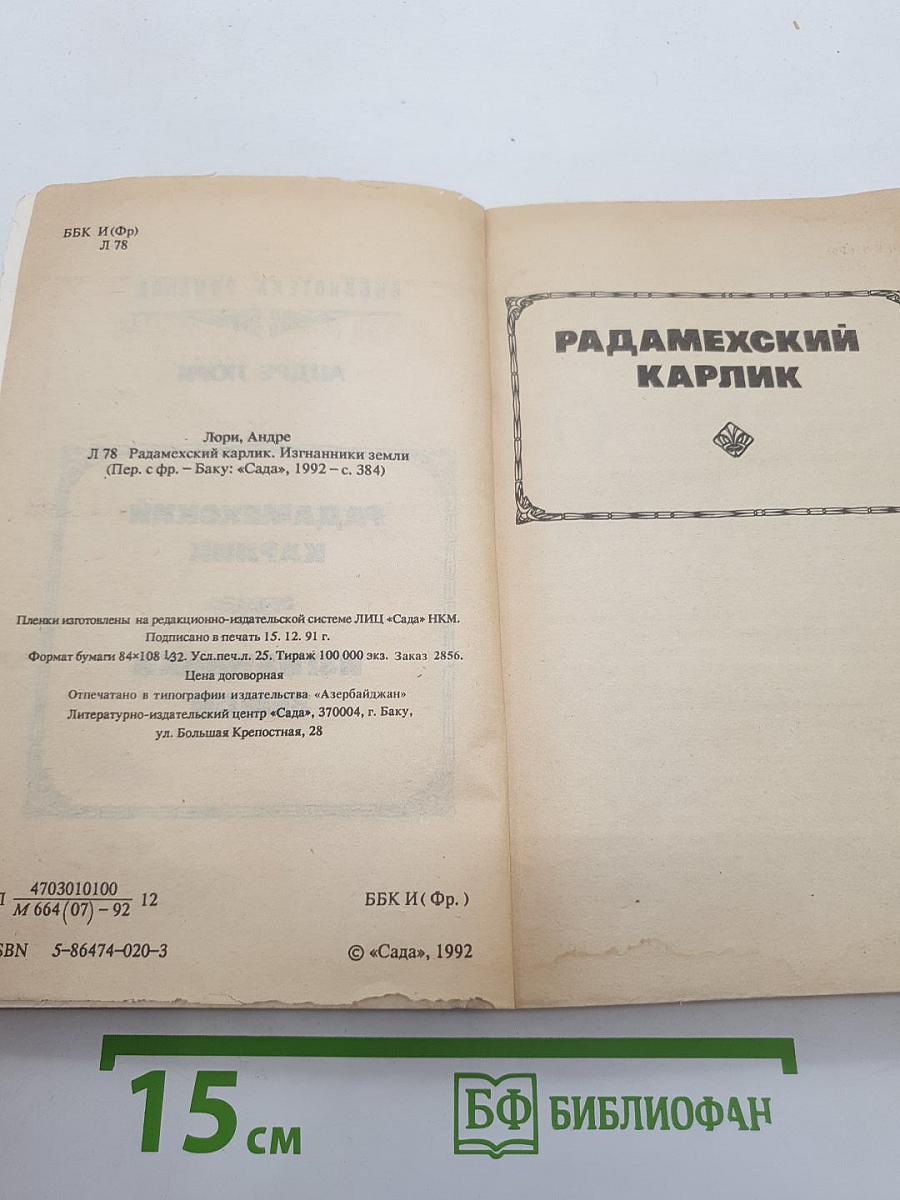 ББК И(Фр)
Л 78
Лори, Андре
Л 78 Радамехский карлик. Изгнанники земли
(Пер. с фр. – Баку: «Сада», 1992 – с. 384)
Пленки изготовлены на редакционно-издательской системе ЛИЦ «Сада» НКМ.
Подписано в печать 15. 12. 91 г.
Формат бумаги 84×108 1/32. Усл.печ.л. 25. Тираж 100 000 экз. Заказ 2856.
Цена договорная
Отпечатано в типографии издательства «Азербайджан»
Литературно-издательский центр «Сада», 370004, г. Баку,
ул. Большая Крепостная, 28
4703010100
М 664(07)–92 12
ББК И( Фр. )
SBN 5–86474–020–3
© «Сада», 1992
РАДАМЕХСКИЙ
КАРЛИК
15 см
БФ БИБЛИОФАН